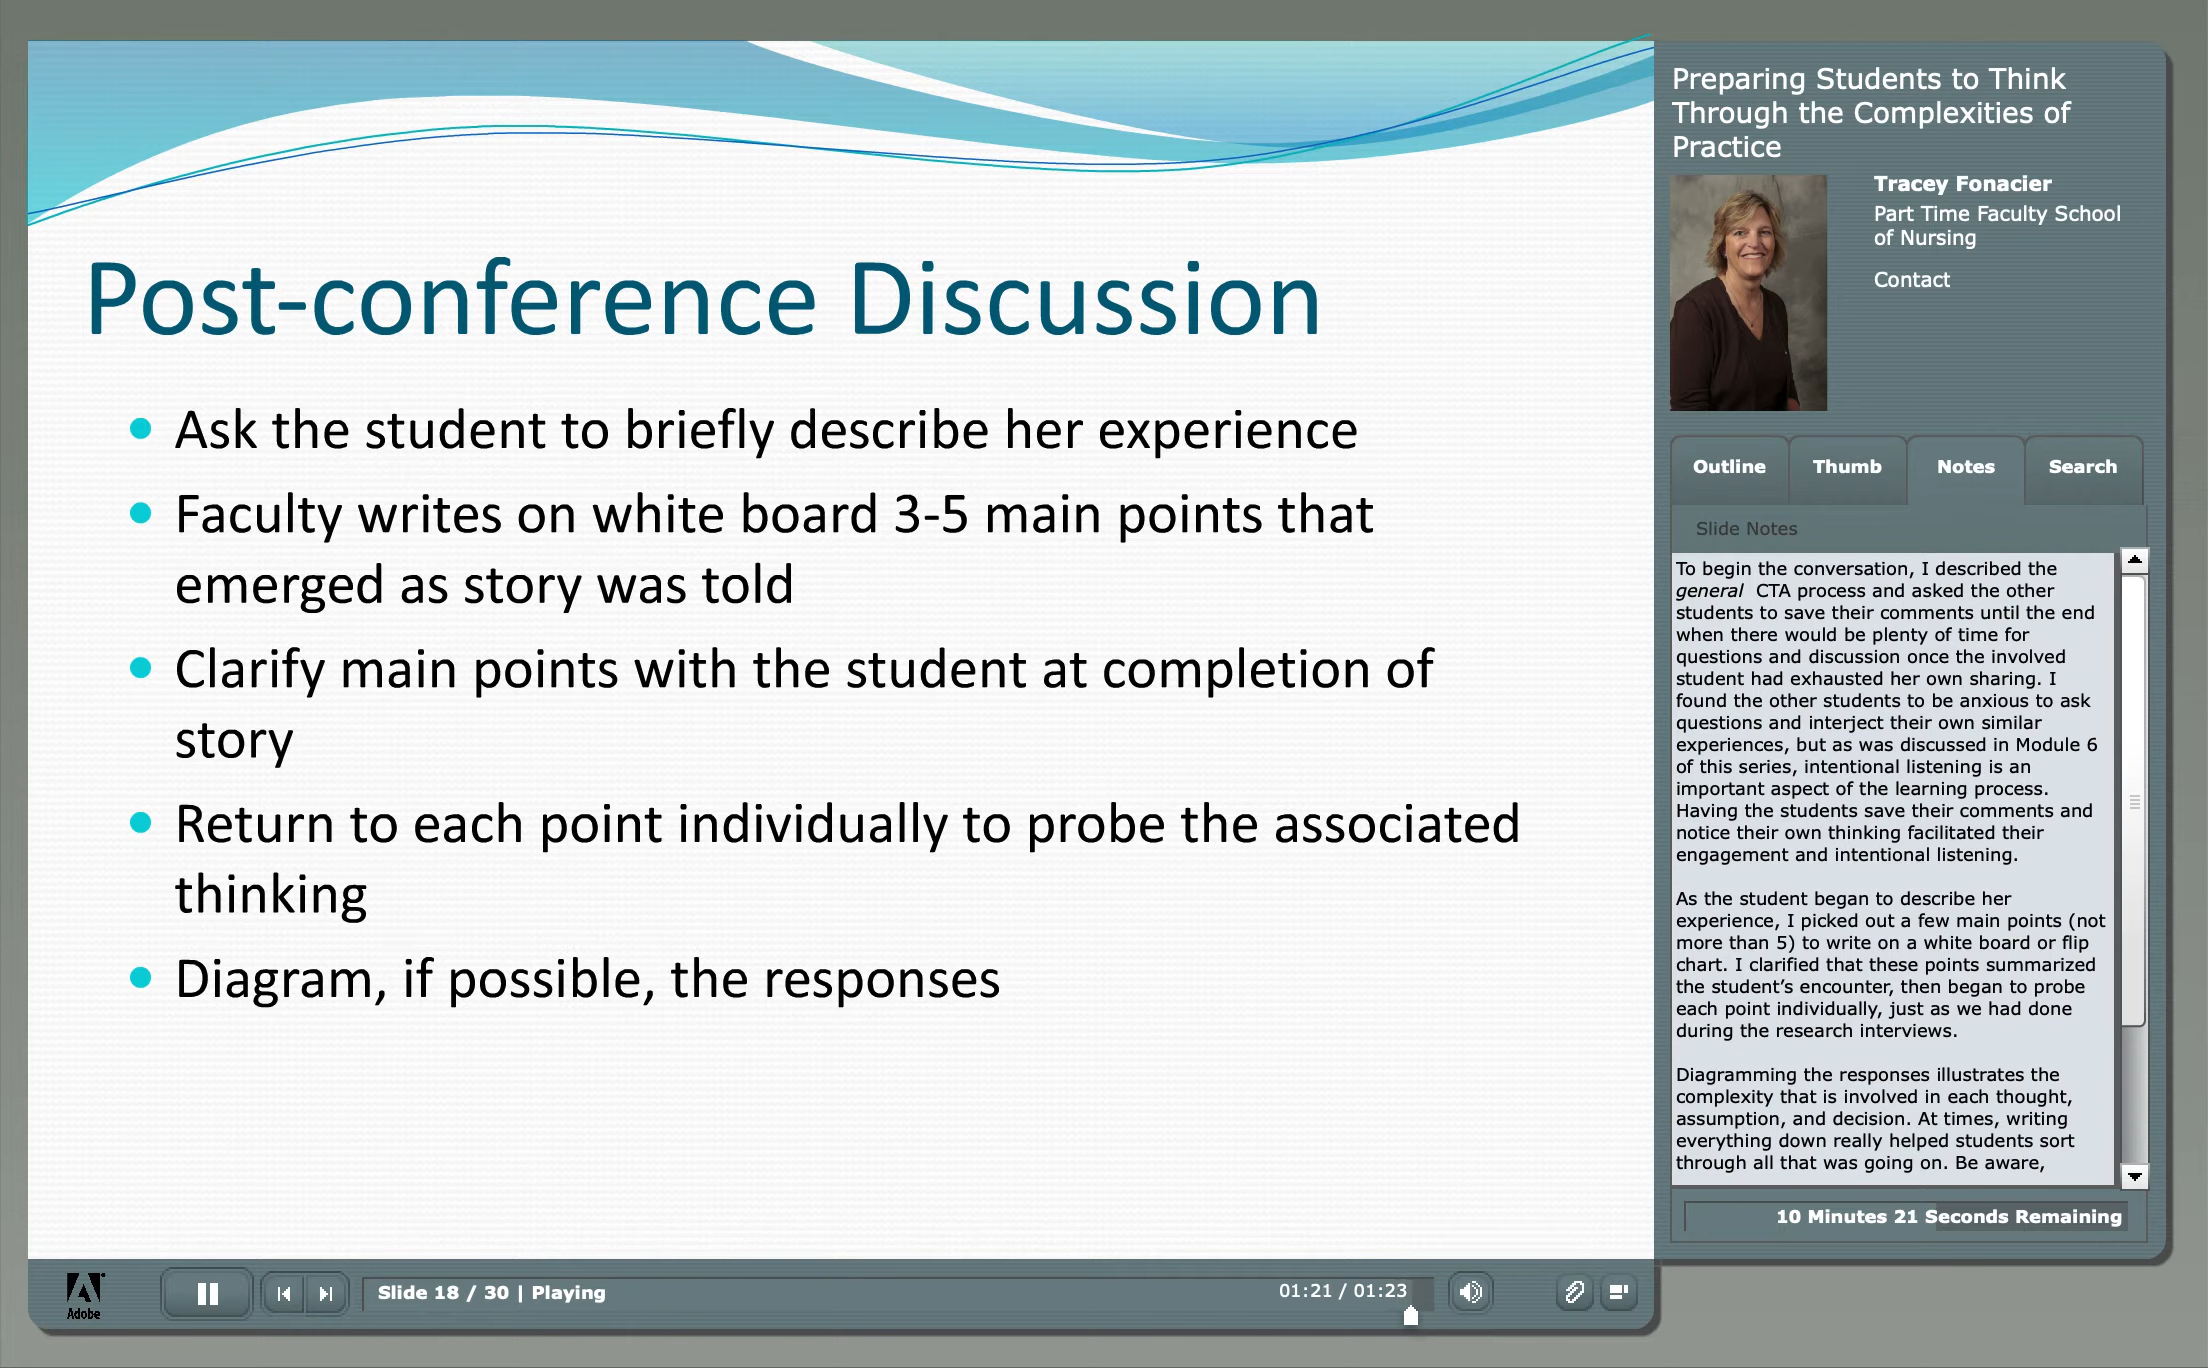 Post-conference Discussion
Ask the student to briefly describe her experience
Faculty writes on white board 3-5 main points that
emerged as story was told
Clarify main points with the student at completion of
story
Return to each point individually to probe the associated
thinking
Diagram, if possible, the responses
Preparing Students to Think
Through the Complexities of
Practice
Tracey Fonacier
Part Time Faculty School
of Nursing
Contact
Outline Thumb Notes Search
Slide Notes
To begin the conversation, I described the
general CTA process and asked the other
students to save their comments until the end
when there would be plenty of time for
questions and discussion once the involved
student had exhausted her own sharing. I
found the other students to be anxious to ask
questions and interject their own similar
experiences, but as was discussed in Module 6
of this series, intentional listening is an
important aspect of the learning process.
Having the students save their comments and
notice their own thinking facilitated their
engagement and intentional listening.
As the student began to describe her
experience, I picked out a few main points (not
more than 5) to write on a white board or flip
chart. I clarified that these points summarized
the student's encounter, then began to probe
each point individually, just as we had done
during the research interviews.
Diagramming the responses illustrates the
complexity that is involved in each thought,
assumption, and decision. At times, writing
everything down really helped students sort
through all that was going on. Be aware,
10 Minutes 21 Seconds Remaining
Adobe
Slide 18 / 30 | Playing
01:21 / 01:23